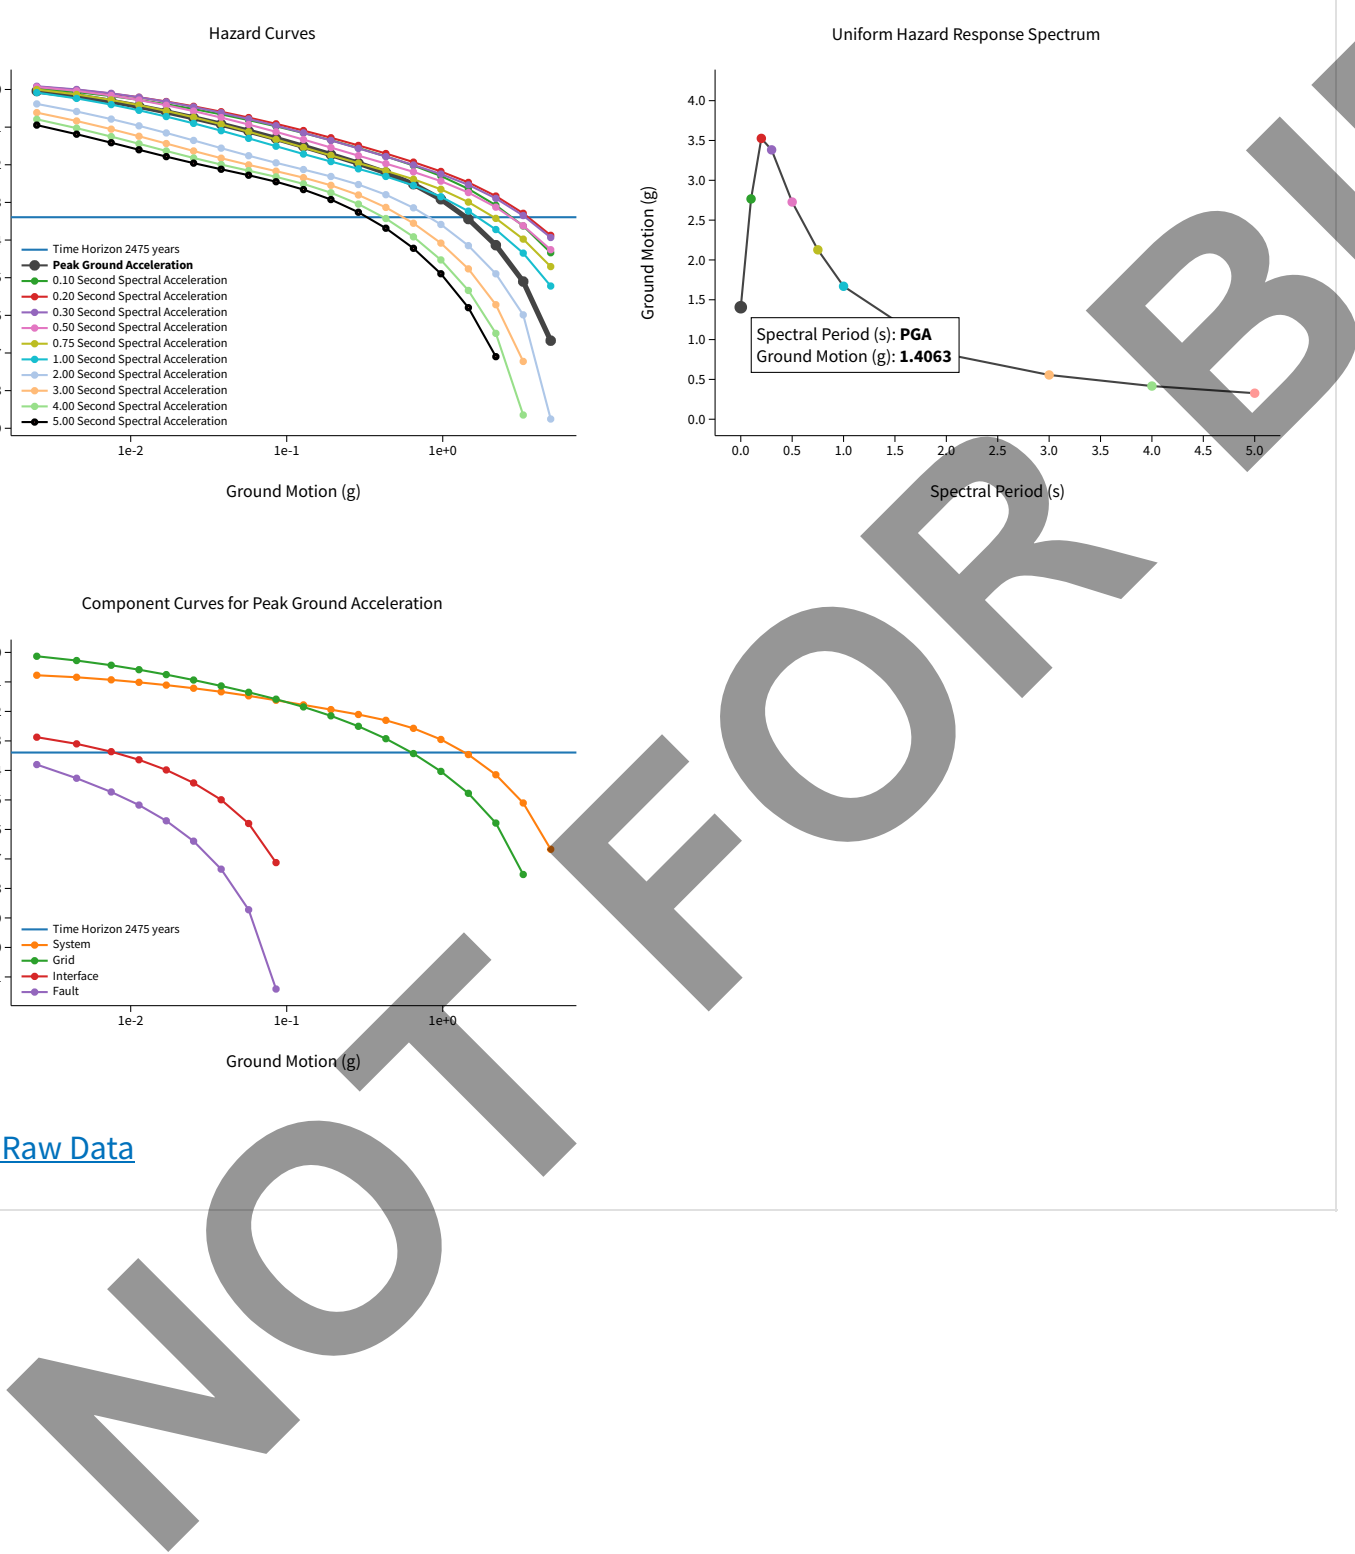 Hazard Curves
Time Horizon 2475 years
Peak Ground Acceleration
0.10 Second Spectral Acceleration
0.20 Second Spectral Acceleration
0.30 Second Spectral Acceleration
0.50 Second Spectral Acceleration
0.75 Second Spectral Acceleration
1.00 Second Spectral Acceleration
2.00 Second Spectral Acceleration
3.00 Second Spectral Acceleration
4.00 Second Spectral Acceleration
5.00 Second Spectral Acceleration
1e-2 1e-1 1e+0
Ground Motion (g)
Uniform Hazard Response Spectrum
Ground Motion (g)
4.0
3.5
3.0
2.5
2.0
1.5
1.0
0.5
0.0
Spectral Period (s): PGA
Ground Motion (g): 1.4063
0.0 0.5 1.0 1.5 2.0 2.5 3.0 3.5 4.0 4.5 5.0
Spectral Period (s)
Component Curves for Peak Ground Acceleration
Time Horizon 2475 years
System
Grid
Interface
Fault
1e-2 1e-1 1e+0
Ground Motion (g)
Raw Data
NOT FOR BI